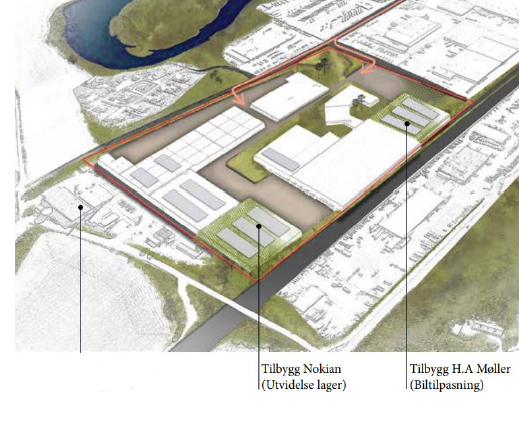 Tilbygg Nokian
(Utvidelse lager)
Tilbygg H.A Møller
(Biltilpasning)